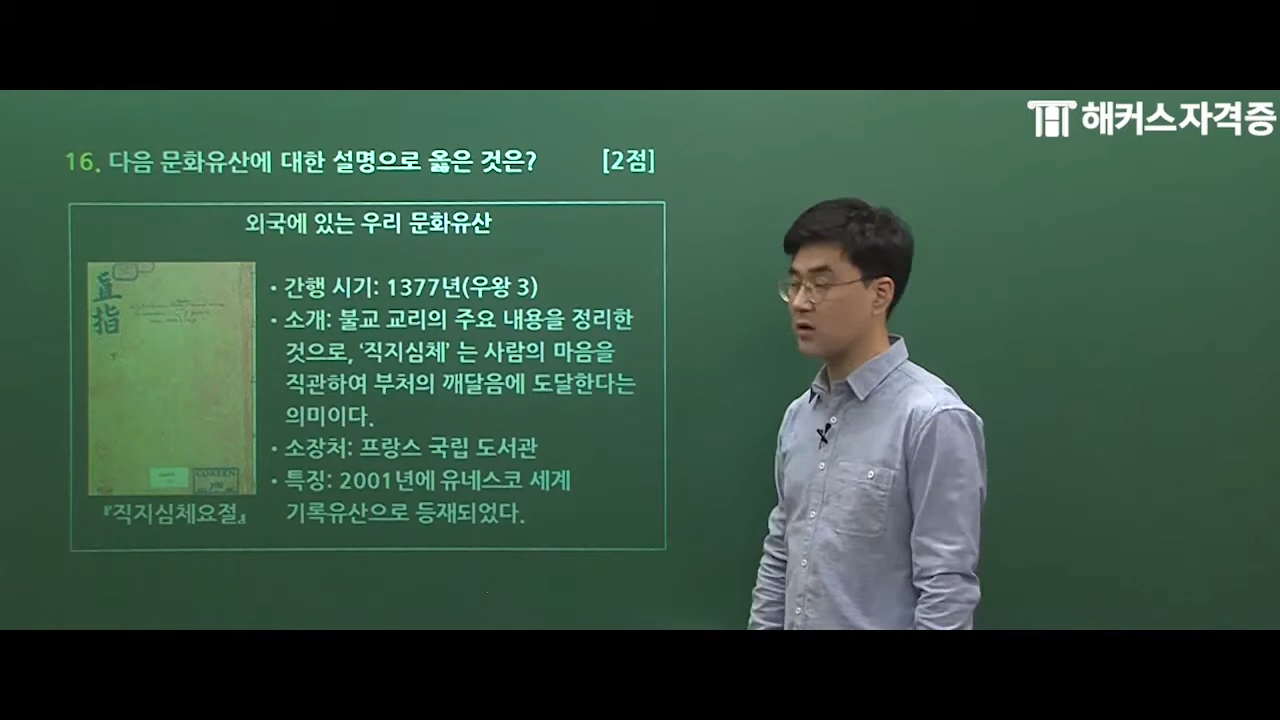 해커스자격증
16. 다음 문화유산에 대한 설명으로 옳은 것은? [2점]
외국에 있는 우리 문화유산
直指
• 간행 시기: 1377년(우왕 3)
• 소개: 불교 교리의 주요 내용을 정리한
것으로, ‘직지심체’ 는 사람의 마음을
직관하여 부처의 깨달음에 도달한다는
의미이다.
• 소장처: 프랑스 국립 도서관
• 특징: 2001년에 유네스코 세계
기록유산으로 등재되었다.
COREEN
『직지심체요절』